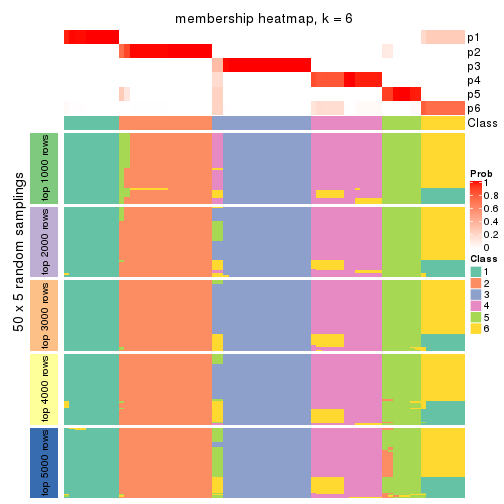 membership heatmap, k = 6
p1
p2
p3
p4
p5
p6
Class
50 x 5 random samplings
top 1000 rows
top 2000 rows
top 3000 rows
top 4000 rows
top 5000 rows
Prob
1
0.8
0.6
0.4
0.2
0
Class
1
2
3
4
5
6